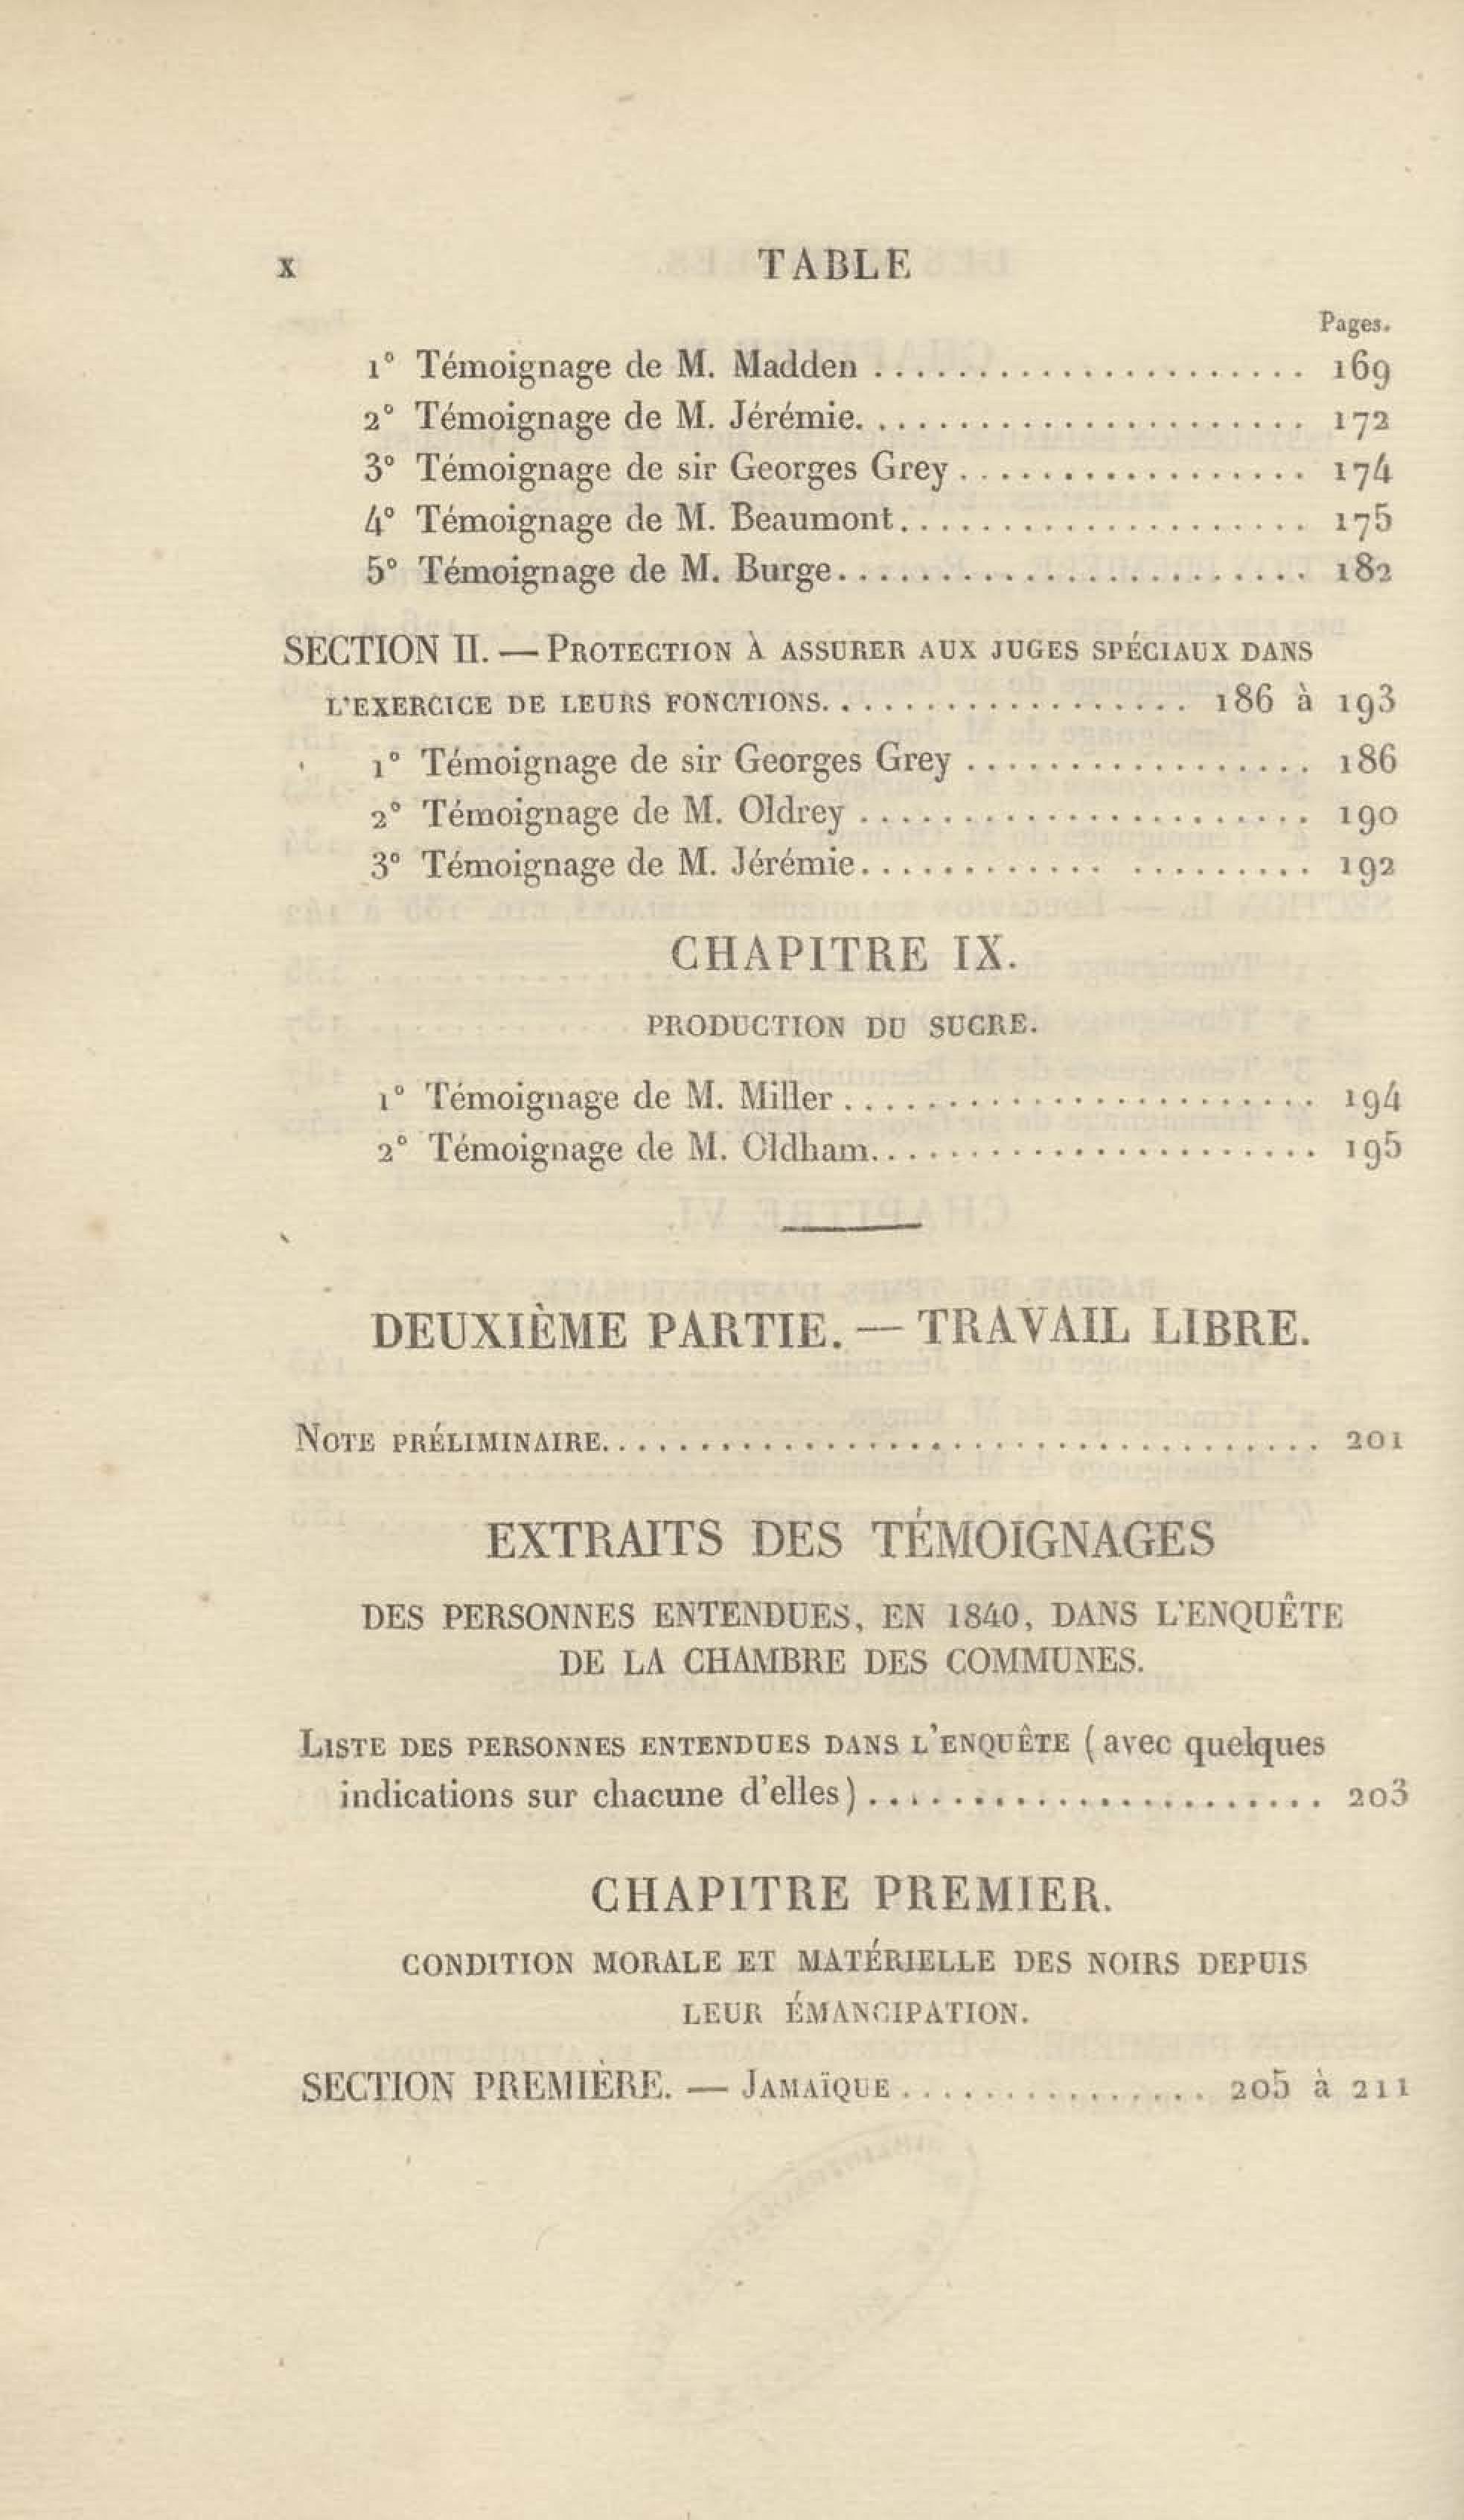 x TABLE
Pages.
1° Témoignage de M. Madden ..................... 169
2° Témoignage de M. Jérémie...................... 172
3° Témoignage de sir Georges Grey................. 174
4° Témoignage de M. Beaumont.................... 175
5° Témoignage de M. Burge....................... 182
SECTION II. — PROTECTION À ASSURER AUX JUGES SPÉCIAUX DANS
L'EXERCICE DE LEURS FONCTIONS.................. 186 à 193
1° Témoignage de sir Georges Grey................. 186
2° Témoignage de M. Oldrey ...................... 190
3° Témoignage de M. Jérémie............ ......... 192
CHAPITRE IX.
PRODUCTION DU SUCRE.
1° Témoignage de M. Miller....................... 194
2° Témoignage de M. Oldham...................... 195
DEUXIÈME PARTIE. — TRAVAIL LIBRE.
NOTE PRÉLIMINAIRE................................... 201
EXTRAITS DES TÉMOIGNAGES
DES PERSONNES ENTENDUES, EN 1840, DANS L'ENQUÊTE
DE LA CHAMBRE DES COMMUNES.
LISTE DES PERSONNES ENTENDUES DANS L'ENQUÊTE (avec quelques
indications sur chacune d'elles)...................... 203
CHAPITRE PREMIER.
CONDITION MORALE ET MATÉRIELLE DES NOIRS DEPUIS
LEUR ÉMANCIPATION.
SECTION PREMIÈRE. — JAMAÏQUE ............... 205 à 211